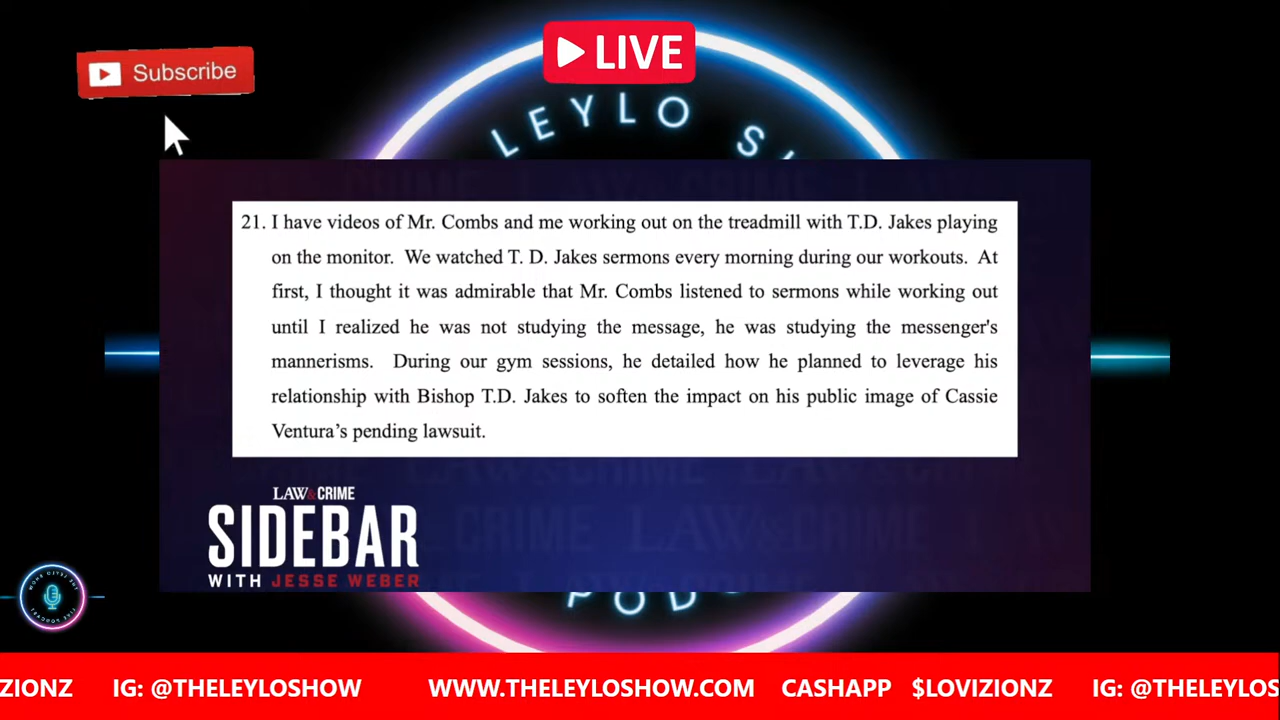 Subscribe
LIVE
LEYLO S
21. I have videos of Mr. Combs and me working out on the treadmill with T.D. Jakes playing
on the monitor. We watched T. D. Jakes sermons every morning during our workouts. At
first, I thought it was admirable that Mr. Combs listened to sermons while working out
until I realized he was not studying the message, he was studying the messenger's
mannerisms. During our gym sessions, he detailed how he planned to leverage his
relationship with Bishop T.D. Jakes to soften the impact on his public image of Cassie
Ventura’s pending lawsuit.
LAW&CRIME
SIDEBAR
WITH JESSE WEBER
POD
ZIONZ IG: @THELEYLOSHOW WWW.THELEYLOSHOW.COM CASHAPP $LOVIZIONZ IG: @THELEYLOS